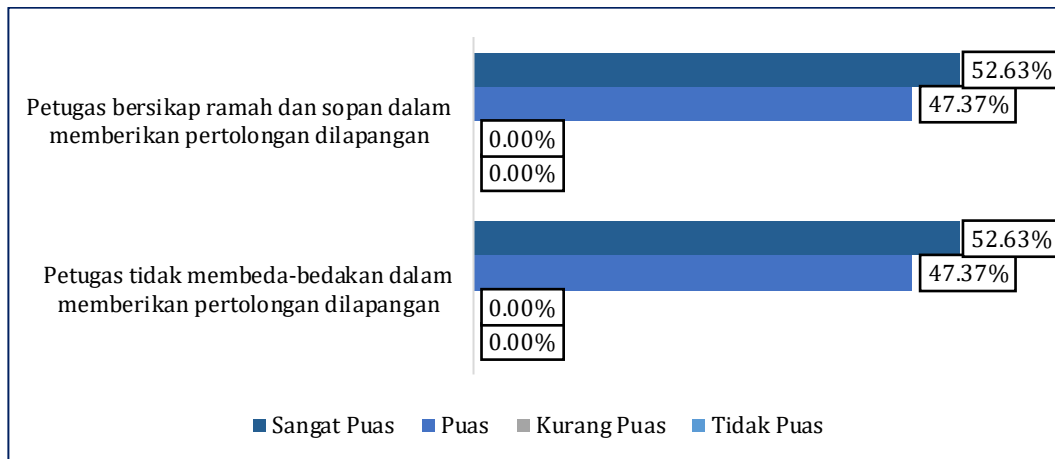 52.63%
Petugas bersikap ramah dan sopan dalam
memberikan pertolongan dilapangan
47.37%
0.00%
0.00%
52.63%
Petugas tidak membeda-bedakan dalam
memberikan pertolongan dilapangan
47.37%
0.00%
0.00%
Sangat Puas Puas Kurang Puas Tidak Puas